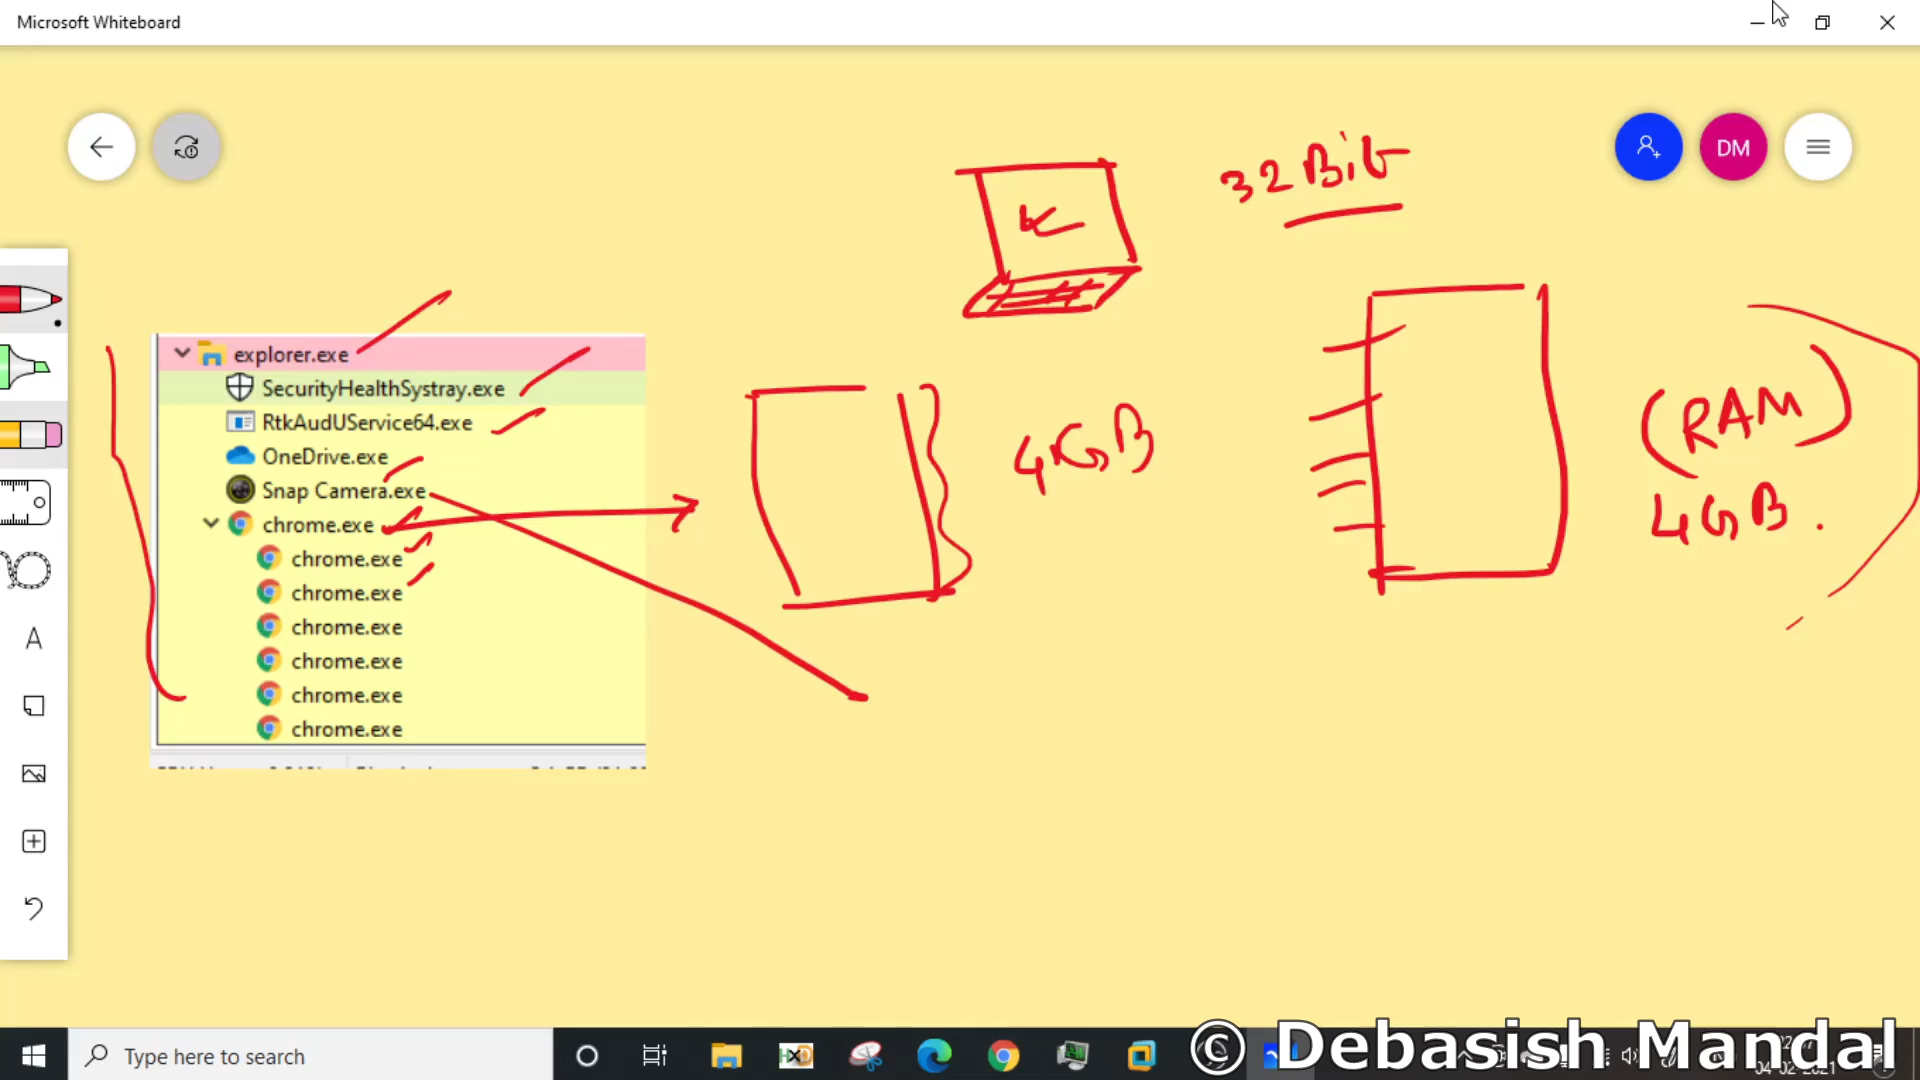 Microsoft Whiteboard
DM
32 Bit
explorer.exe
SecurityHealthSystray.exe
RtkAudUService64.exe
OneDrive.exe
Snap Camera.exe
chrome.exe
chrome.exe
chrome.exe
chrome.exe
chrome.exe
chrome.exe
chrome.exe
4GB
(RAM)
4GB.
A
Type here to search
© Debasish Mandal